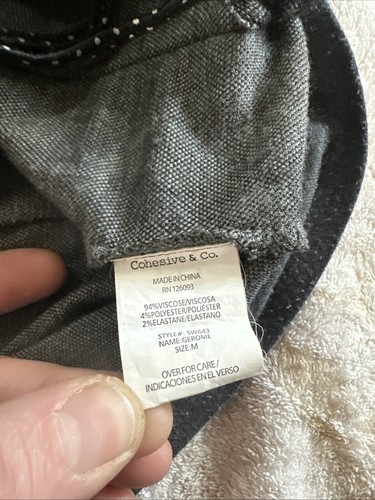 Cohesive & Co.
MADE IN CHINA
RN 126093
94%VISCOSE/VISCOSA
4%POLYESTER/POLIÉSTER
2%ELASTANE/ELASTANO
STYLE#: SW643
NAME:GEROME
SIZE:M
OVER FOR CARE/
INDICACIONES EN EL VERSO